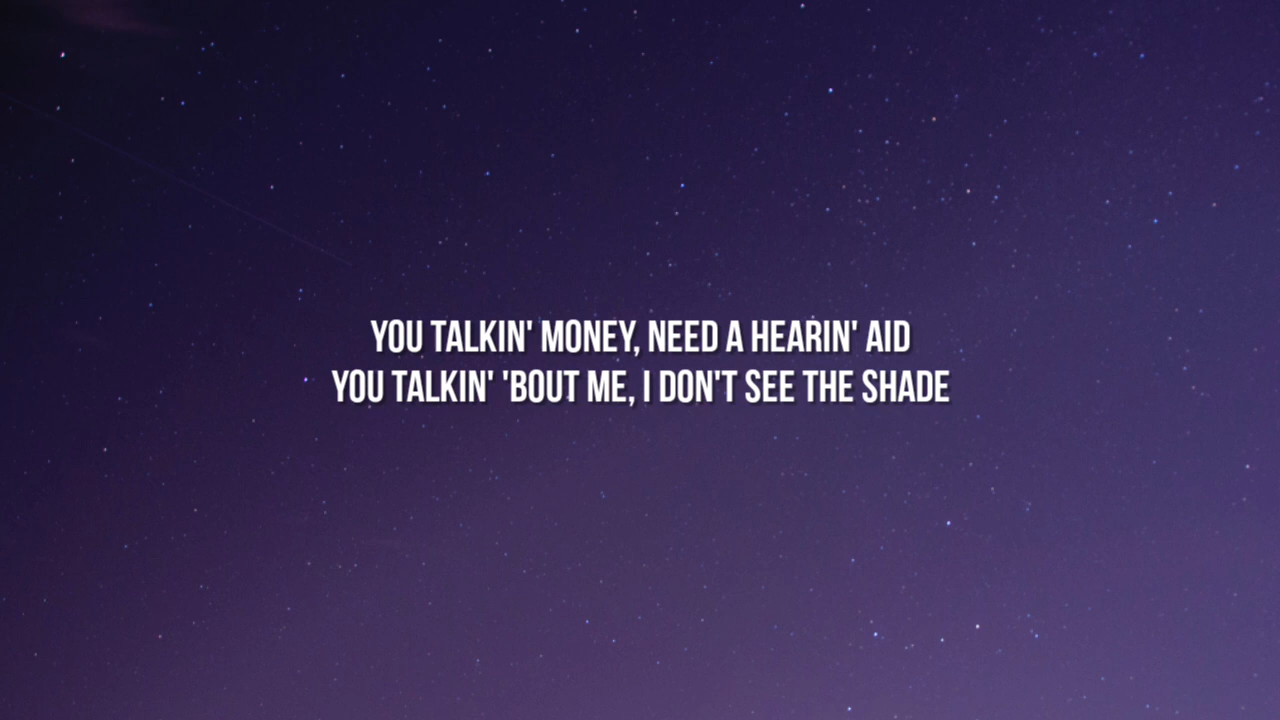 YOU TALKIN' MONEY, NEED A HEARIN' AID
YOU TALKIN' 'BOUT ME, I DON'T SEE THE SHADE